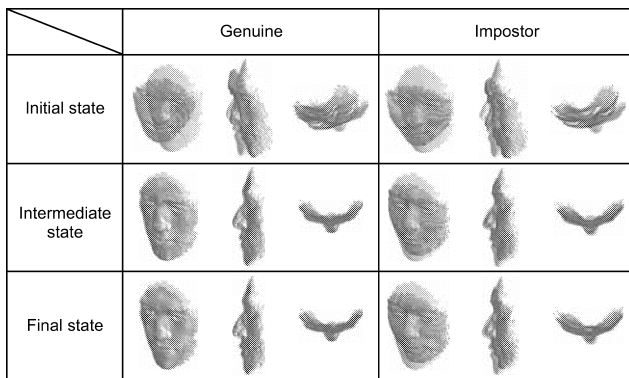 Genuine Impostor
Initial state
Intermediate
state
Final state